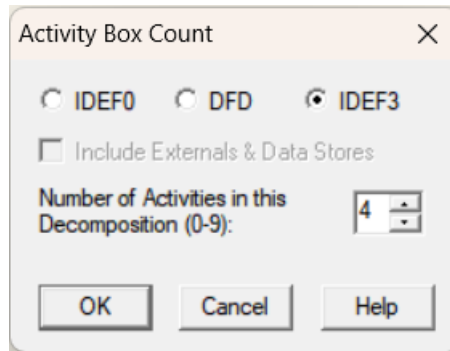 Activity Box Count
IDEF0 DFD IDEF3
Include Externals & Data Stores
Number of Activities in this
Decomposition (0-9):
4
OK Cancel Help